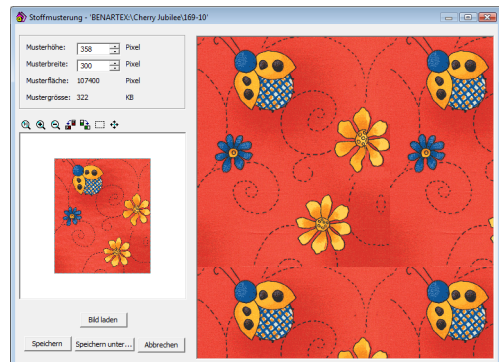 Stoffmusterung - 'BENARTEX:\Cherry Jubilee\169-10'
Musterhöhe: 358 Pixel
Musterbreite: 300 Pixel
Musterfläche: 107400 Pixel
Mustergrösse: 322 KB
Bild laden
Speichern Speichern unter... Abbrechen